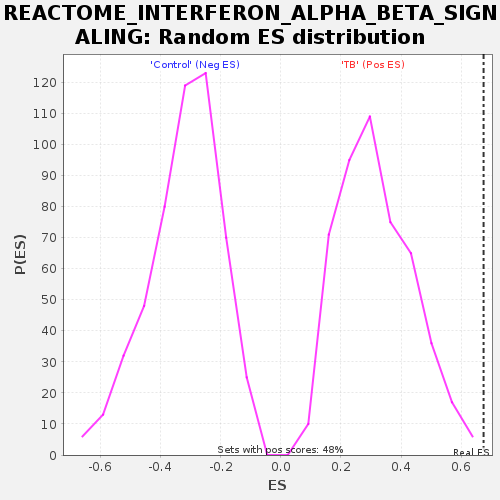 REACTOME_INTERFERON_ALPHA_BETA_SIGN
ALING: Random ES distribution
'Control' (Neg ES)
'TB' (Pos ES)
120
110
100
90
80
70
60
50
40
30
20
10
0
P(ES)
Sets with pos scores: 48%
Real ES
-0.6 -0.4 -0.2 0.0 0.2 0.4 0.6
ES